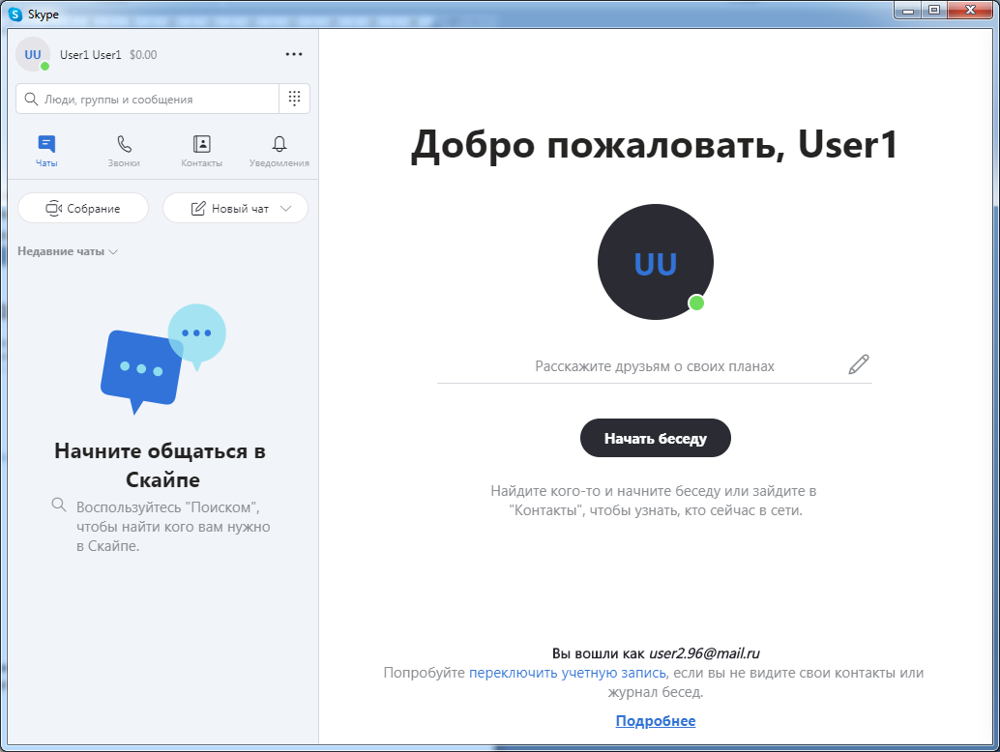 Skype
UU User1 User1 $0.00
Люди, группы и сообщения
Чаты Звонки Контакты Уведомления
Собрание Новый чат
Недавние чаты
Начните общаться в
Скайпе
Воспользуйтесь "Поиском",
чтобы найти кого вам нужно
в Скайпе.
Добро пожаловать, User1
UU
Расскажите друзьям о своих планах
Начать беседу
Найдите кого-то и начните беседу или зайдите в
"Контакты", чтобы узнать, кто сейчас в сети.
Вы вошли как user2.96@mail.ru
Попробуйте переключить учетную запись, если вы не видите свои контакты или
журнал бесед.
Подробнее